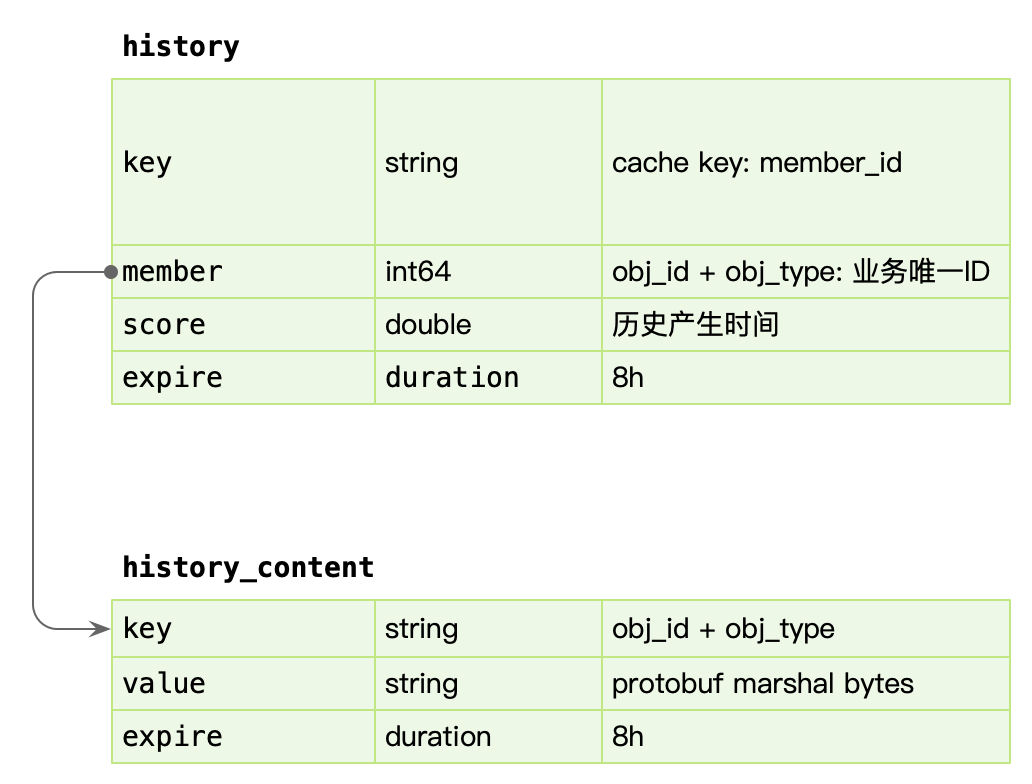 history
key string cache key: member_id
member int64 obj_id + obj_type: 业务唯一ID
score double 历史产生时间
expire duration 8h
history_content
key string obj_id + obj_type
value string protobuf marshal bytes
expire duration 8h